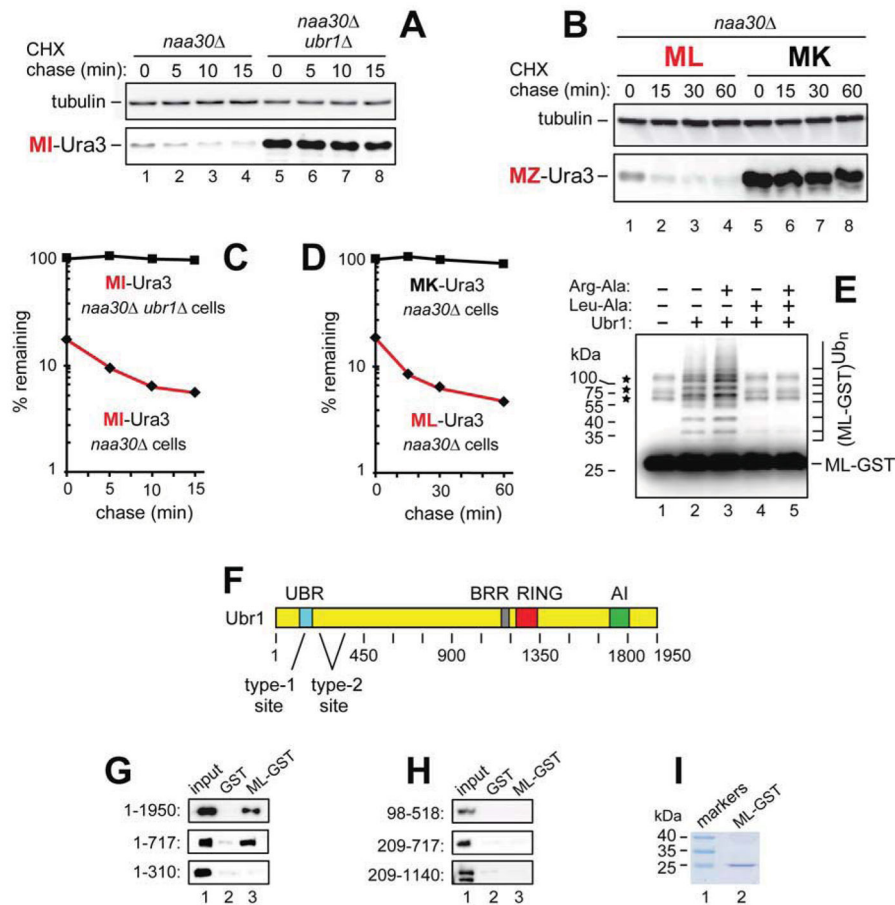 A
naa30Δ
naa30Δ ubr1Δ
CHX
chase (min): 0 5 10 15 0 5 10 15
tubulin
MI-Ura3
1 2 3 4 5 6 7 8
B
naa30Δ
ML MK
CHX
chase (min): 0 15 30 60 0 15 30 60
tubulin
MZ-Ura3
1 2 3 4 5 6 7 8
C
% remaining
100
10
1
MI-Ura3
naa30Δ ubr1Δ cells
MI-Ura3
naa30Δ cells
0 5 10 15
chase (min)
D
% remaining
100
10
1
MK-Ura3
naa30Δ cells
ML-Ura3
naa30Δ cells
0 30 60
chase (min)
E
Arg-Ala: – – + – +
Leu-Ala: – – – + +
Ubr1: – + + + +
kDa
100
75
55
40
35
25
★
★
★
(ML-GST)Ubn
ML-GST
1 2 3 4 5
F
UBR BRR RING AI
Ubr1
1 450 900 1350 1800 1950
type-1 site
type-2 site
G
input GST ML-GST
1-1950:
1-717:
1-310:
1 2 3
H
input GST ML-GST
98-518:
209-717:
209-1140:
1 2 3
I
markers ML-GST
kDa
40
35
25
1 2